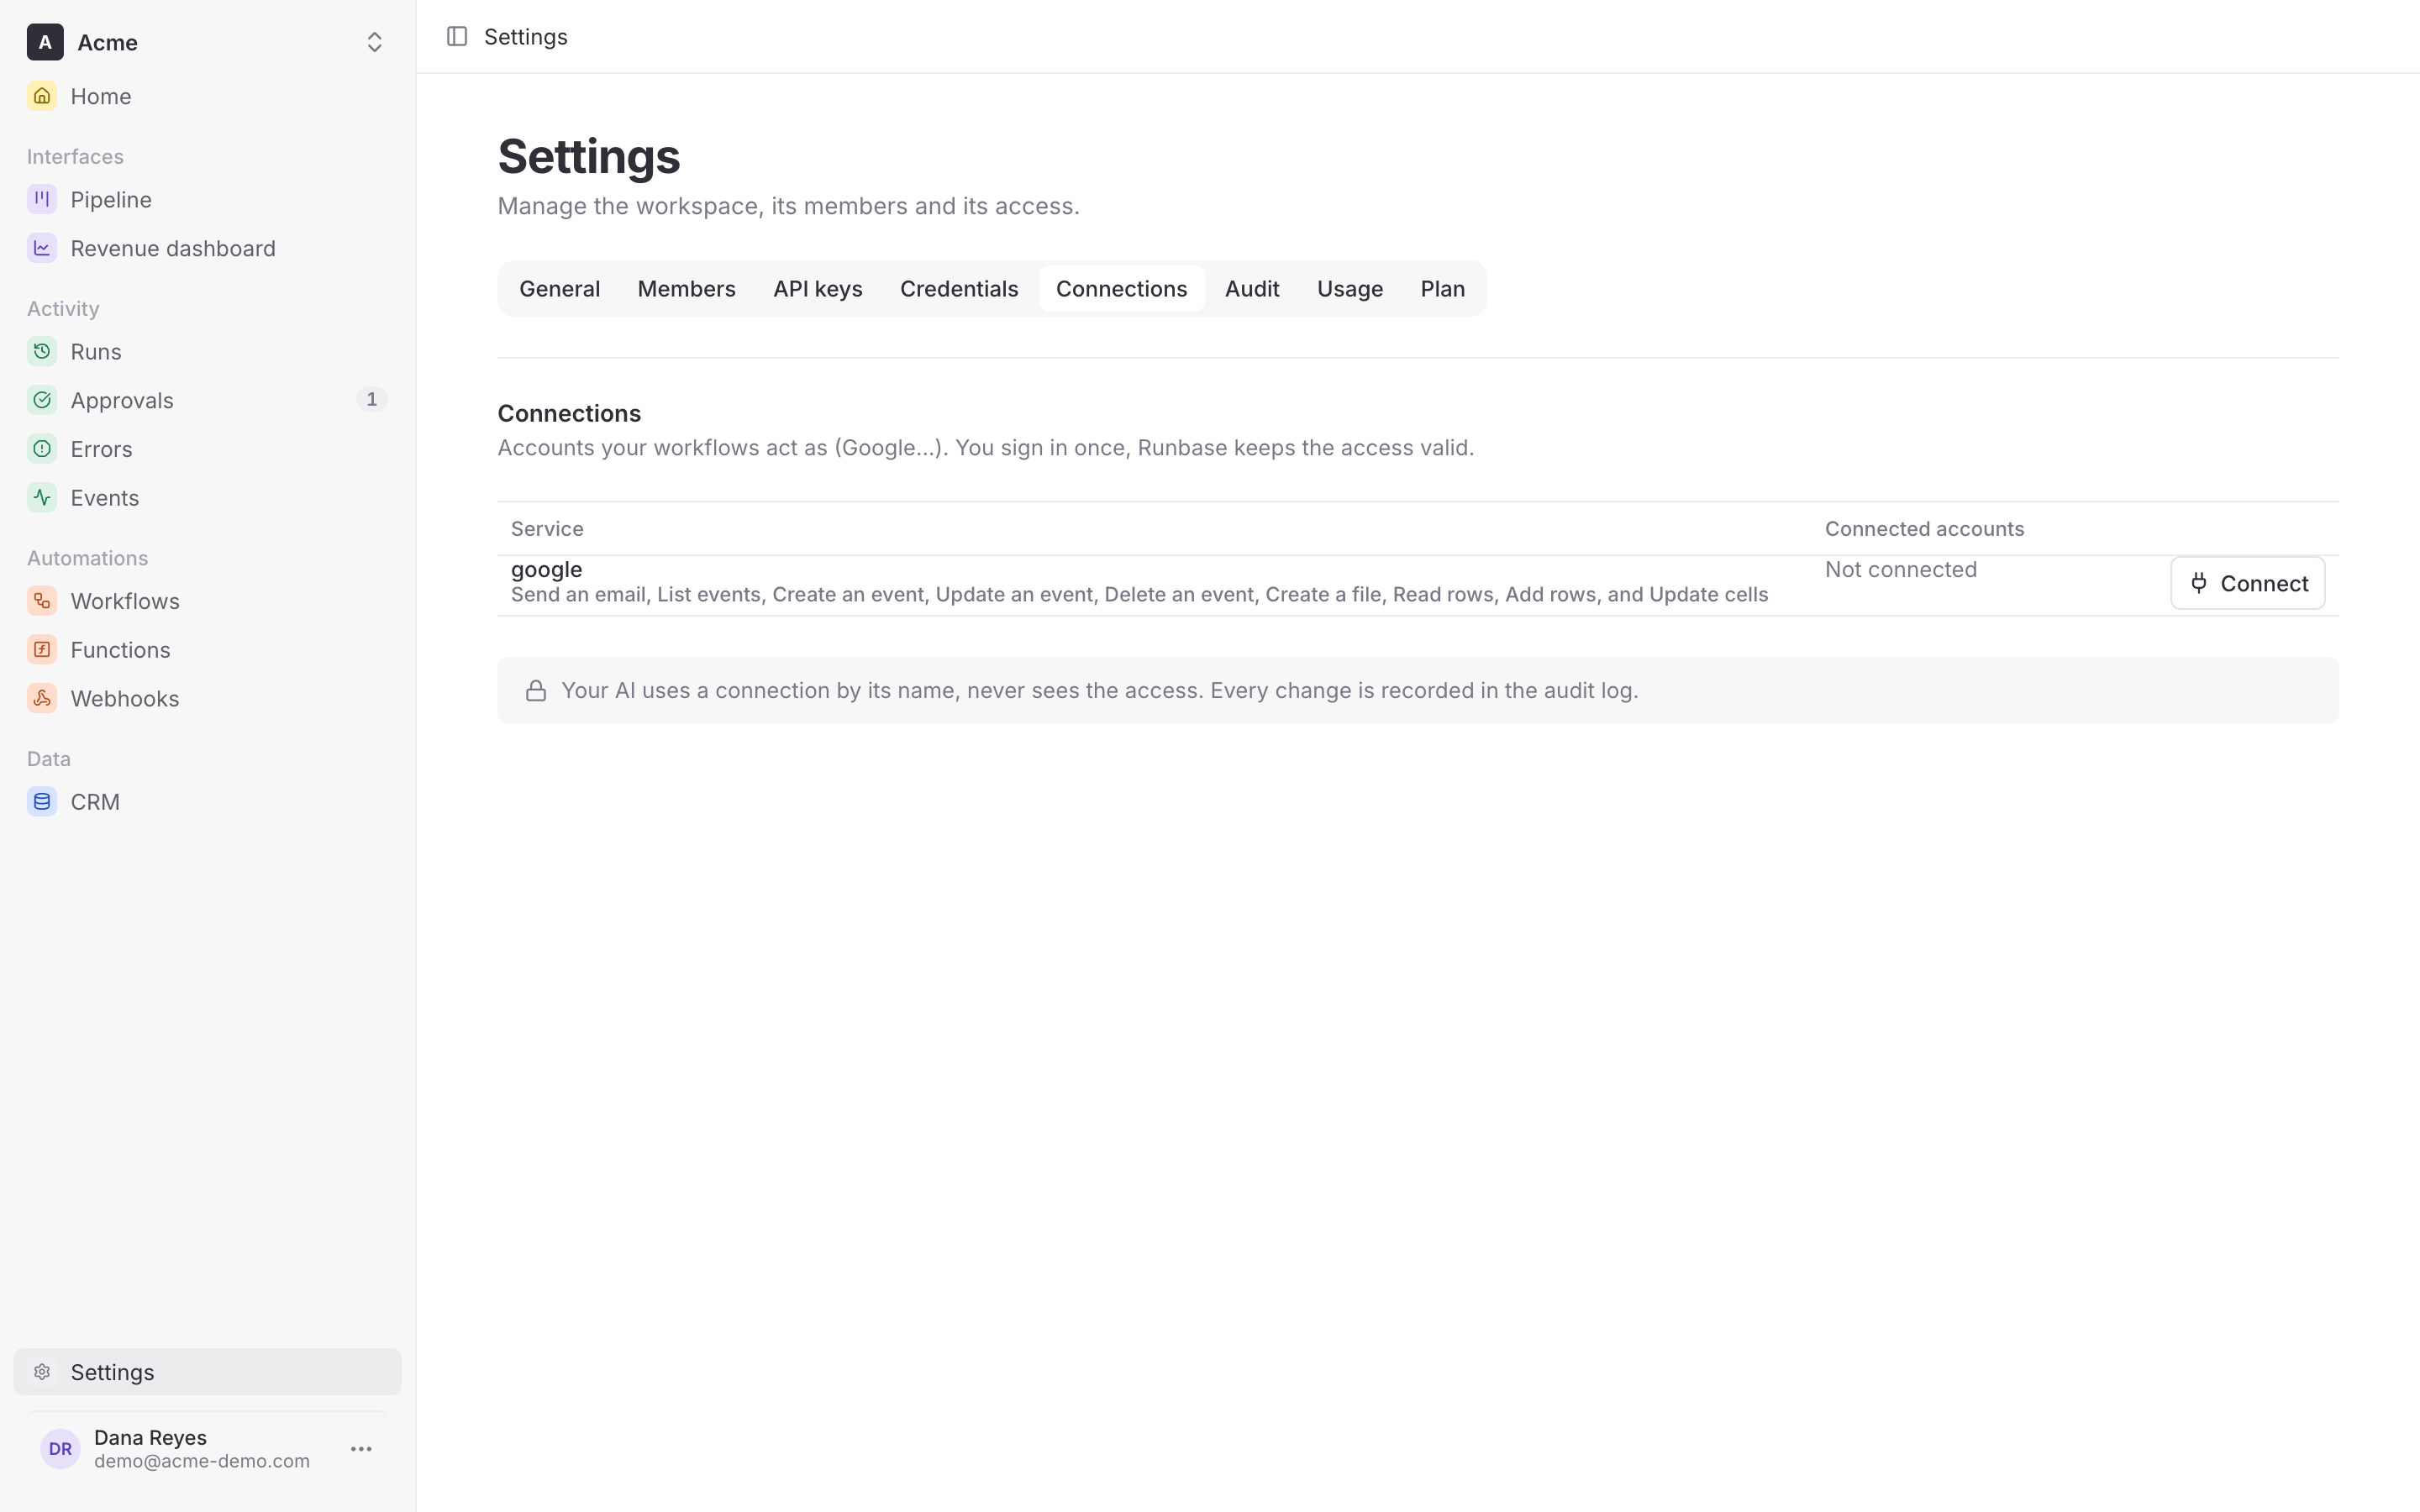 A Acme
Home
Interfaces
Pipeline
Revenue dashboard
Activity
Runs
Approvals 1
Errors
Events
Automations
Workflows
Functions
Webhooks
Data
CRM
Settings
DR Dana Reyes
demo@acme-demo.com
Settings
Settings
Manage the workspace, its members and its access.
General Members API keys Credentials Connections Audit Usage Plan
Connections
Accounts your workflows act as (Google...). You sign in once, Runbase keeps the access valid.
Service Connected accounts
google Not connected Connect
Send an email, List events, Create an event, Update an event, Delete an event, Create a file, Read rows, Add rows, and Update cells
Your AI uses a connection by its name, never sees the access. Every change is recorded in the audit log.